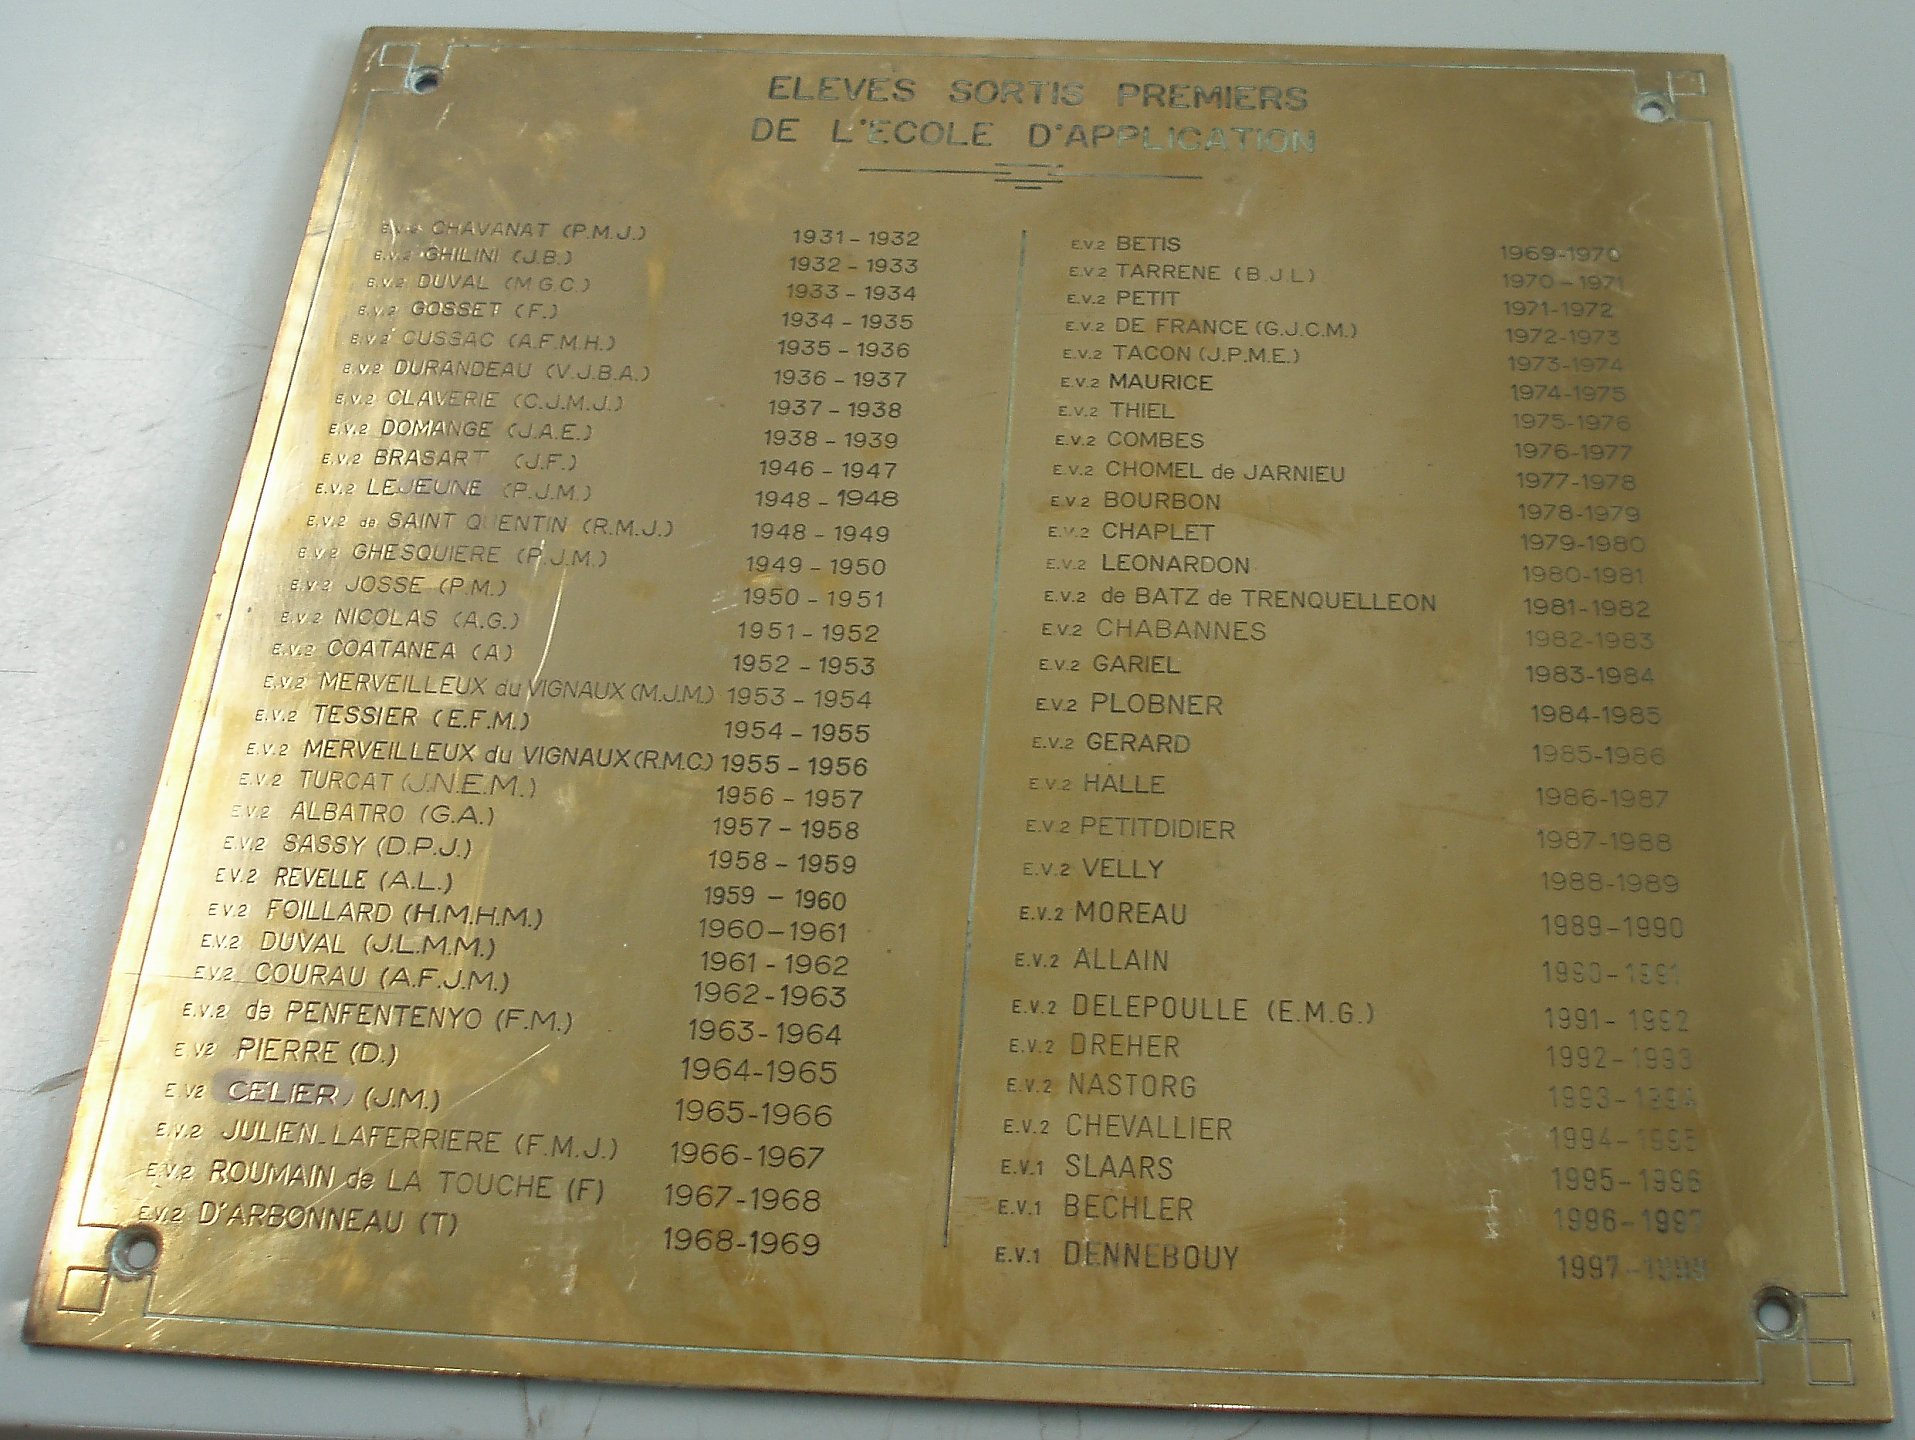 ELEVES SORTIS PREMIERS
DE L'ECOLE D'APPLICATION
E.V.2 CHAVANAT (P.M.J.) 1931-1932
E.V.2 GHILINI (J.B.) 1932-1933
E.V.2 DUVAL (M G.C.) 1933-1934
E.V.2 GOSSET (F.) 1934-1935
E.V.2 CUSSAC (A.F.M.H.) 1935-1936
E.V.2 DURANDEAU (V.J.B.A.) 1936-1937
E.V.2 CLAVERIE (C.J.M.J.) 1937-1938
E.V.2 DOMANGE (J.A.E.) 1938-1939
E.V.2 BRASART (J.F.) 1946-1947
E.V.2 LEJEUNE (P.J.M.) 1948-1948
E.V.2 de SAINT QUENTIN (R.M.J.) 1948-1949
E.V.2 GHESQUIERE (P.J.M.) 1949-1950
E.V.2 JOSSE (P.M.) 1950-1951
E.V.2 NICOLAS (A.G.) 1951-1952
E.V.2 COATANEA (A) 1952-1953
E.V.2 MERVEILLEUX du VIGNAUX (M.J.M.) 1953-1954
E.V.2 TESSIER (E.F.M.) 1954-1955
E.V.2 MERVEILLEUX du VIGNAUX (R.M.C.) 1955-1956
E.V.2 TURCAT (J.N.E.M.) 1956-1957
E.V.2 ALBATRO (G.A.) 1957-1958
E.V.2 SASSY (D.P.J.) 1958-1959
E.V.2 REVELLE (A.L.) 1959-1960
E.V.2 FOILLARD (H.M.H.M.) 1960-1961
E.V.2 DUVAL (J.L.M.M.) 1961-1962
E.V.2 COURAU (A.F.J.M.) 1962-1963
E.V.2 de PENFENTENYO (F.M.) 1963-1964
E.V2 PIERRE (D.) 1964-1965
E.V2 CELIER (J.M.) 1965-1966
E.V.2 JULIEN-LAFERRIERE (F.M.J.) 1966-1967
E.V.2 ROUMAIN de LA TOUCHE (F) 1967-1968
E.V.2 D'ARBONNEAU (T) 1968-1969
E.V.2 BETIS 1969-1970
E.V.2 TARRENE (B.J.L) 1970-1971
E.V.2 PETIT 1971-1972
E.V.2 DE FRANCE (G.J.C.M.) 1972-1973
E.V.2 TACON (J.P.M.E.) 1973-1974
E.V.2 MAURICE 1974-1975
E.V.2 THIEL 1975-1976
E.V.2 COMBES 1976-1977
E.V.2 CHOMEL de JARNIEU 1977-1978
E.V.2 BOURBON 1978-1979
E.V.2 CHAPLET 1979-1980
E.V.2 LEONARDON 1980-1981
E.V.2 de BATZ de TRENQUELLEON 1981-1982
E.V.2 CHABANNES 1982-1983
E.V.2 GARIEL 1983-1984
E.V.2 PLOBNER 1984-1985
E.V.2 GERARD 1985-1986
E.V.2 HALLE 1986-1987
E.V.2 PETITDIDIER 1987-1988
E.V.2 VELLY 1988-1989
E.V.2 MOREAU 1989-1990
E.V.2 ALLAIN 1990-1991
E.V.2 DELEPOULLE (E.M.G.) 1991-1992
E.V.2 DREHER 1992-1993
E.V.2 NASTORG 1993-1994
E.V.2 CHEVALLIER 1994-1995
E.V.1 SLAARS 1995-1996
E.V.1 BECHLER 1996-1997
E.V.1 DENNEBOUY 1997-1998